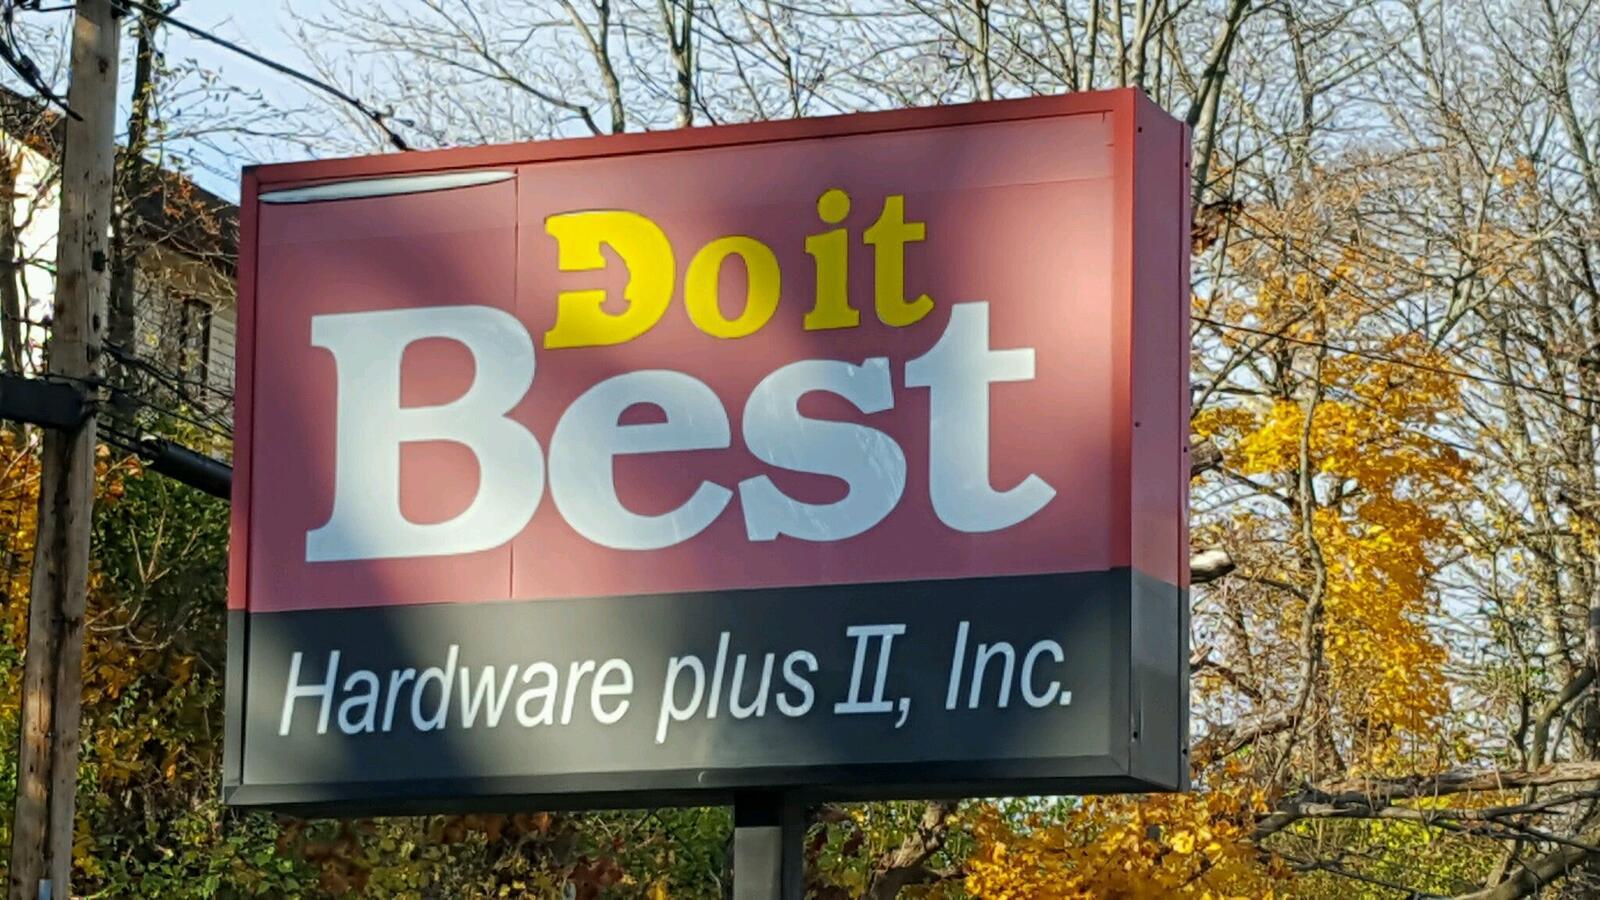 Do it
Best
Hardware plus II, Inc.